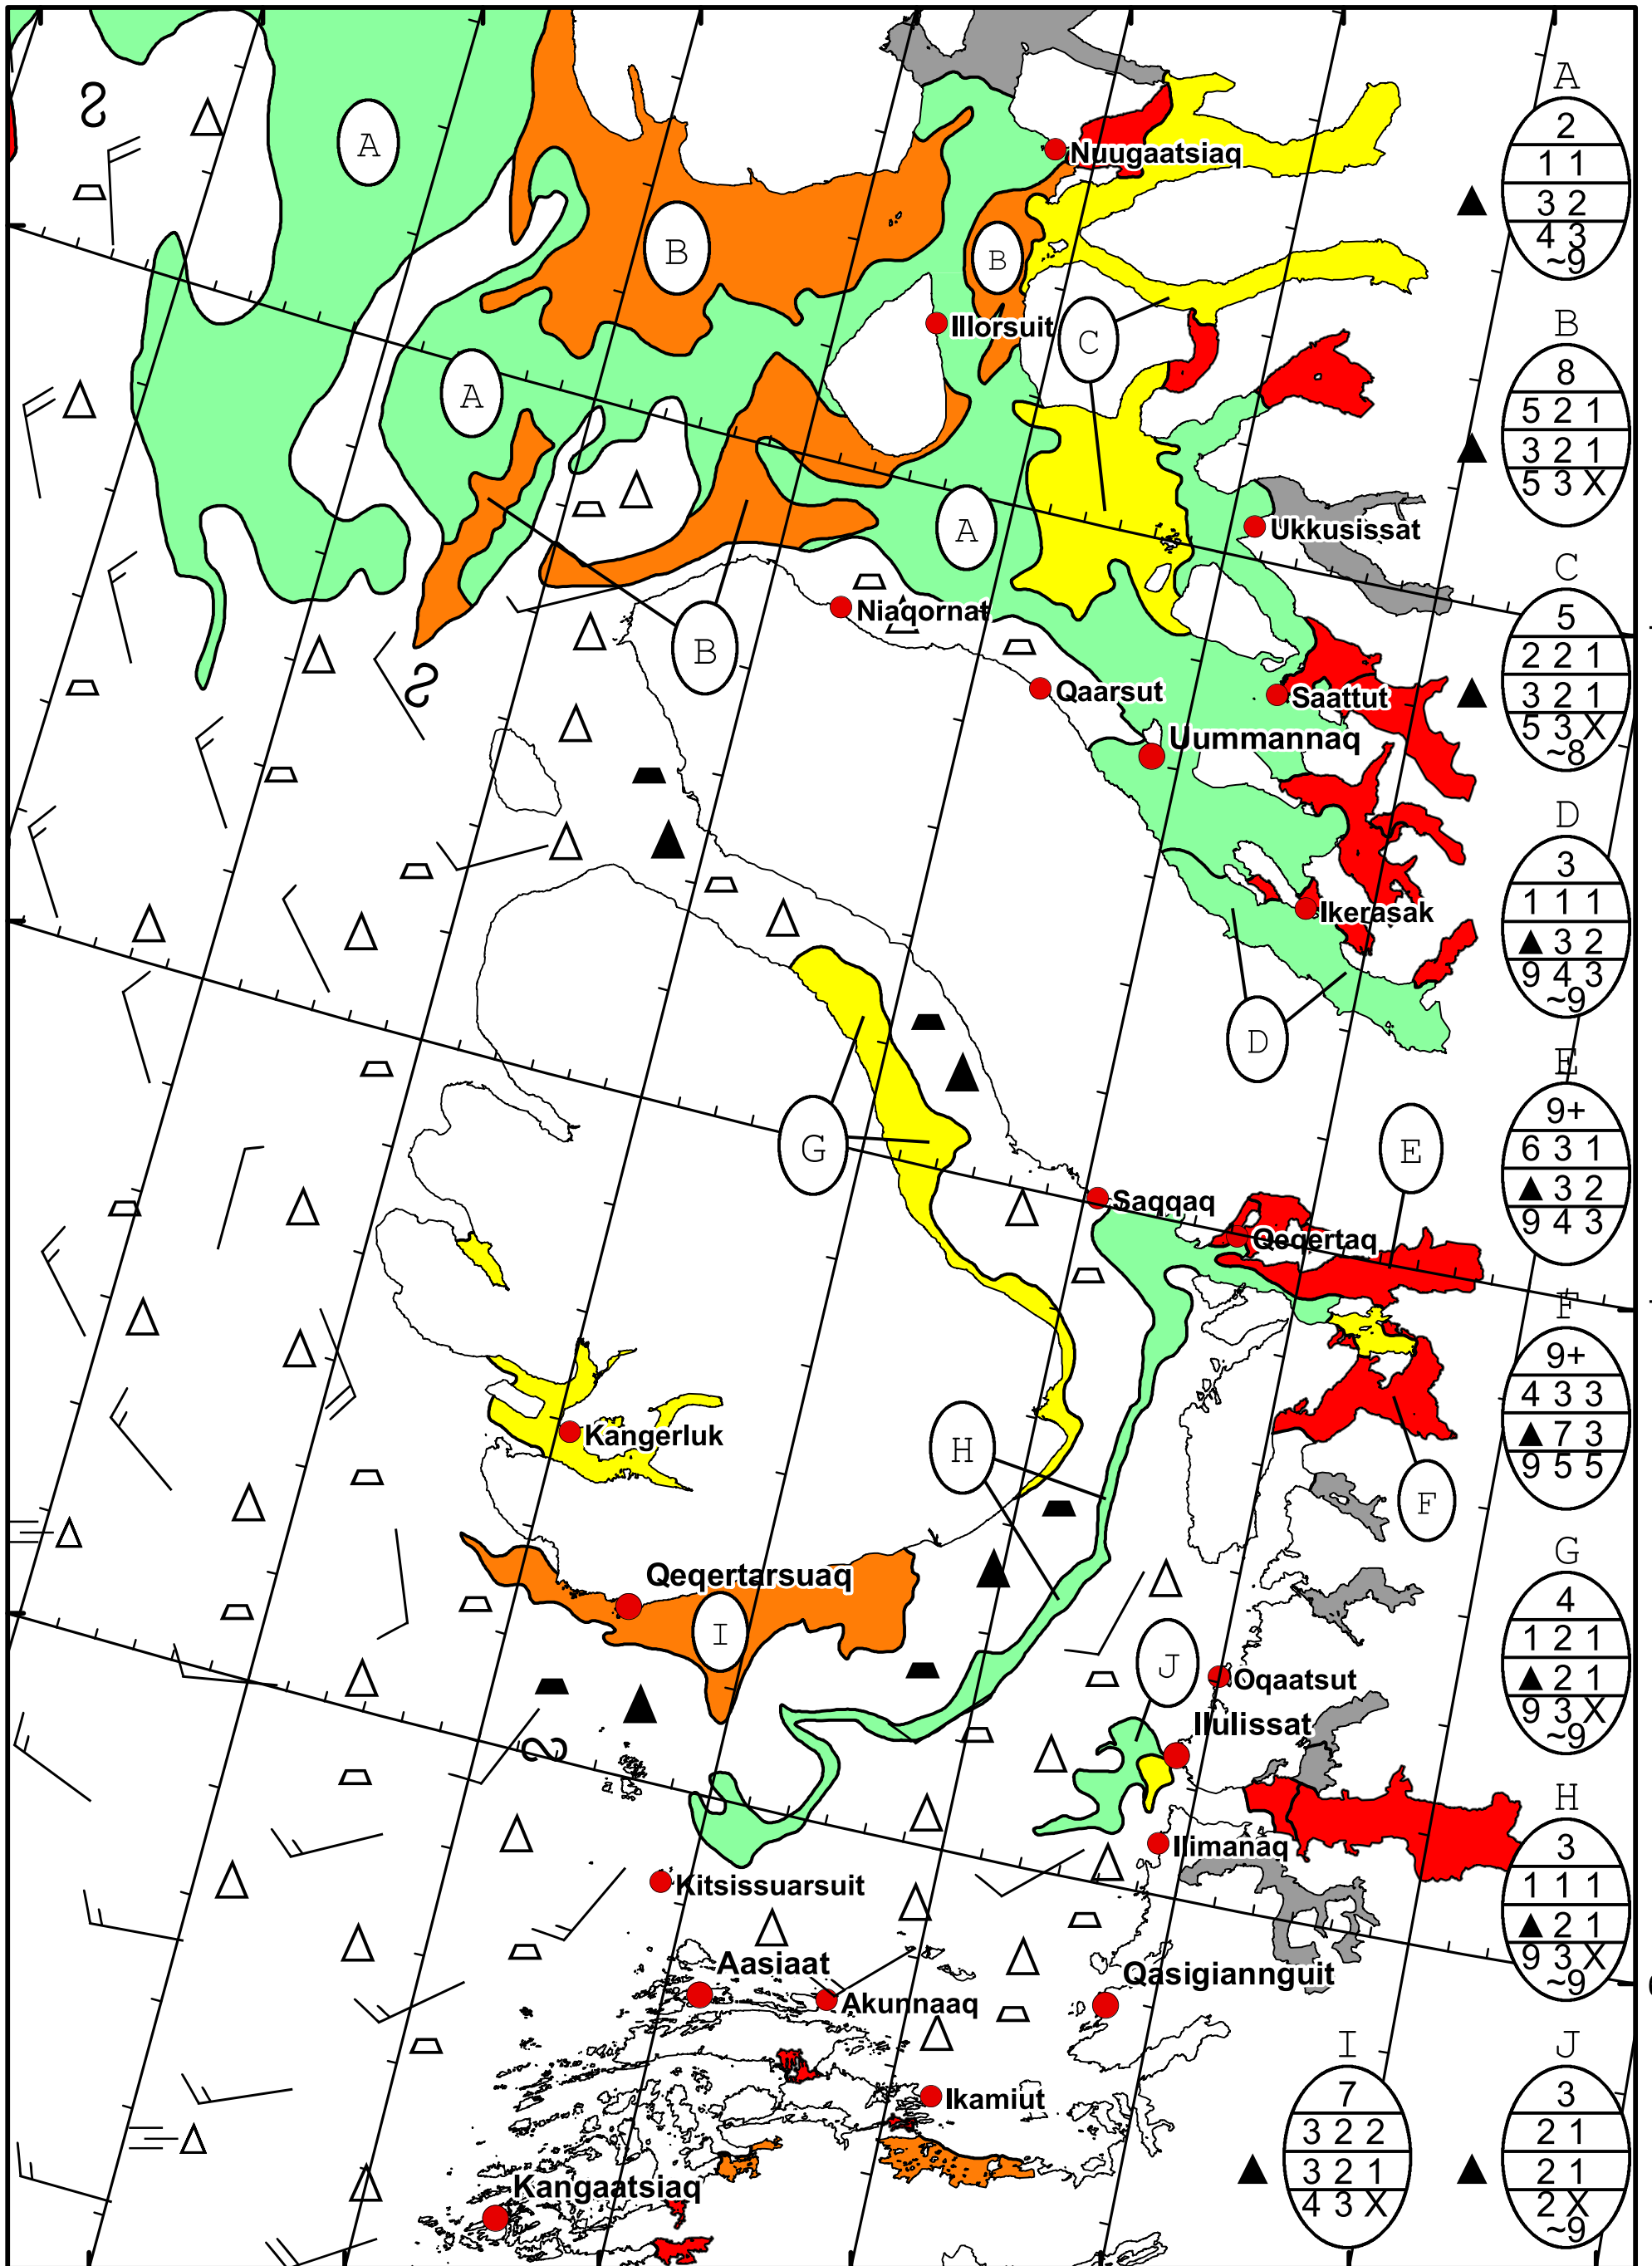 A
2
1 1
3 2
4 3
~9
A
Nuugaatsiaq
B
B
B
8
5 2 1
3 2 1
5 3 X
Illorsuit
C
A
A
Ukkusissat
C
5
2 2 1
3 2 1
5 3 X
~8
Niaqornat
B
Qaarsut
Saattut
Uummannaq
D
3
1 1 1
▲ 3 2
9 4 3
~9
Ikerasak
D
E
9+
6 3 1
▲ 3 2
9 4 3
E
G
Saqqaq
Qeqertaq
F
9+
4 3 3
▲ 7 3
9 5 5
Kangerluk
H
F
G
4
1 2 1
▲ 2 1
9 3 X
~9
Qeqertarsuaq
I
J
Oqaatsut
Ilulissat
H
3
1 1 1
▲ 2 1
9 3 X
~9
Ilimanaq
Kitsissuarsuit
Aasiaat
Qasigiannguit
Akunnaaq
I
7
3 2 2
3 2 1
4 3 X
J
3
2 1
2 1
2 X
~9
Ikamiut
Kangaatsiaq